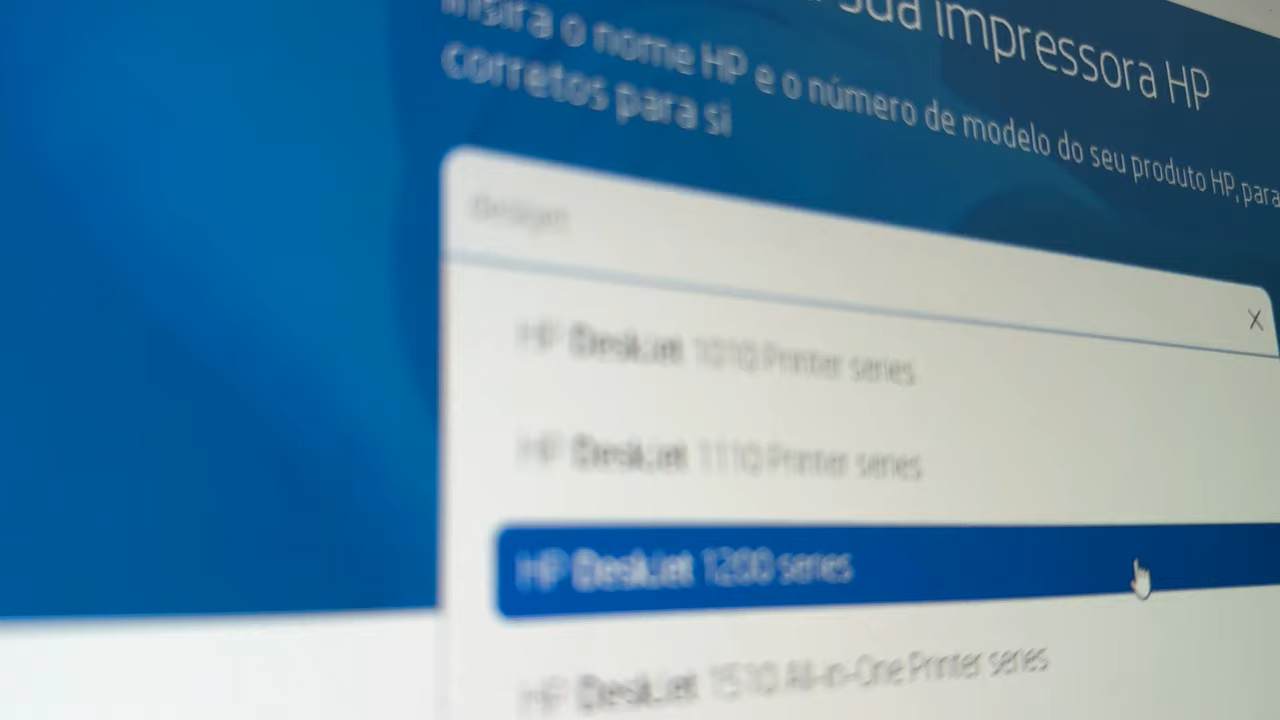 sua impressora HP
Insira o nome HP e o número de modelo do seu produto HP, para
corretos para si
Deskjet
HP DeskJet 1010 Printer series
HP DeskJet 1110 Printer series
HP DeskJet 1200 series
HP DeskJet 1510 All-in-One Printer series